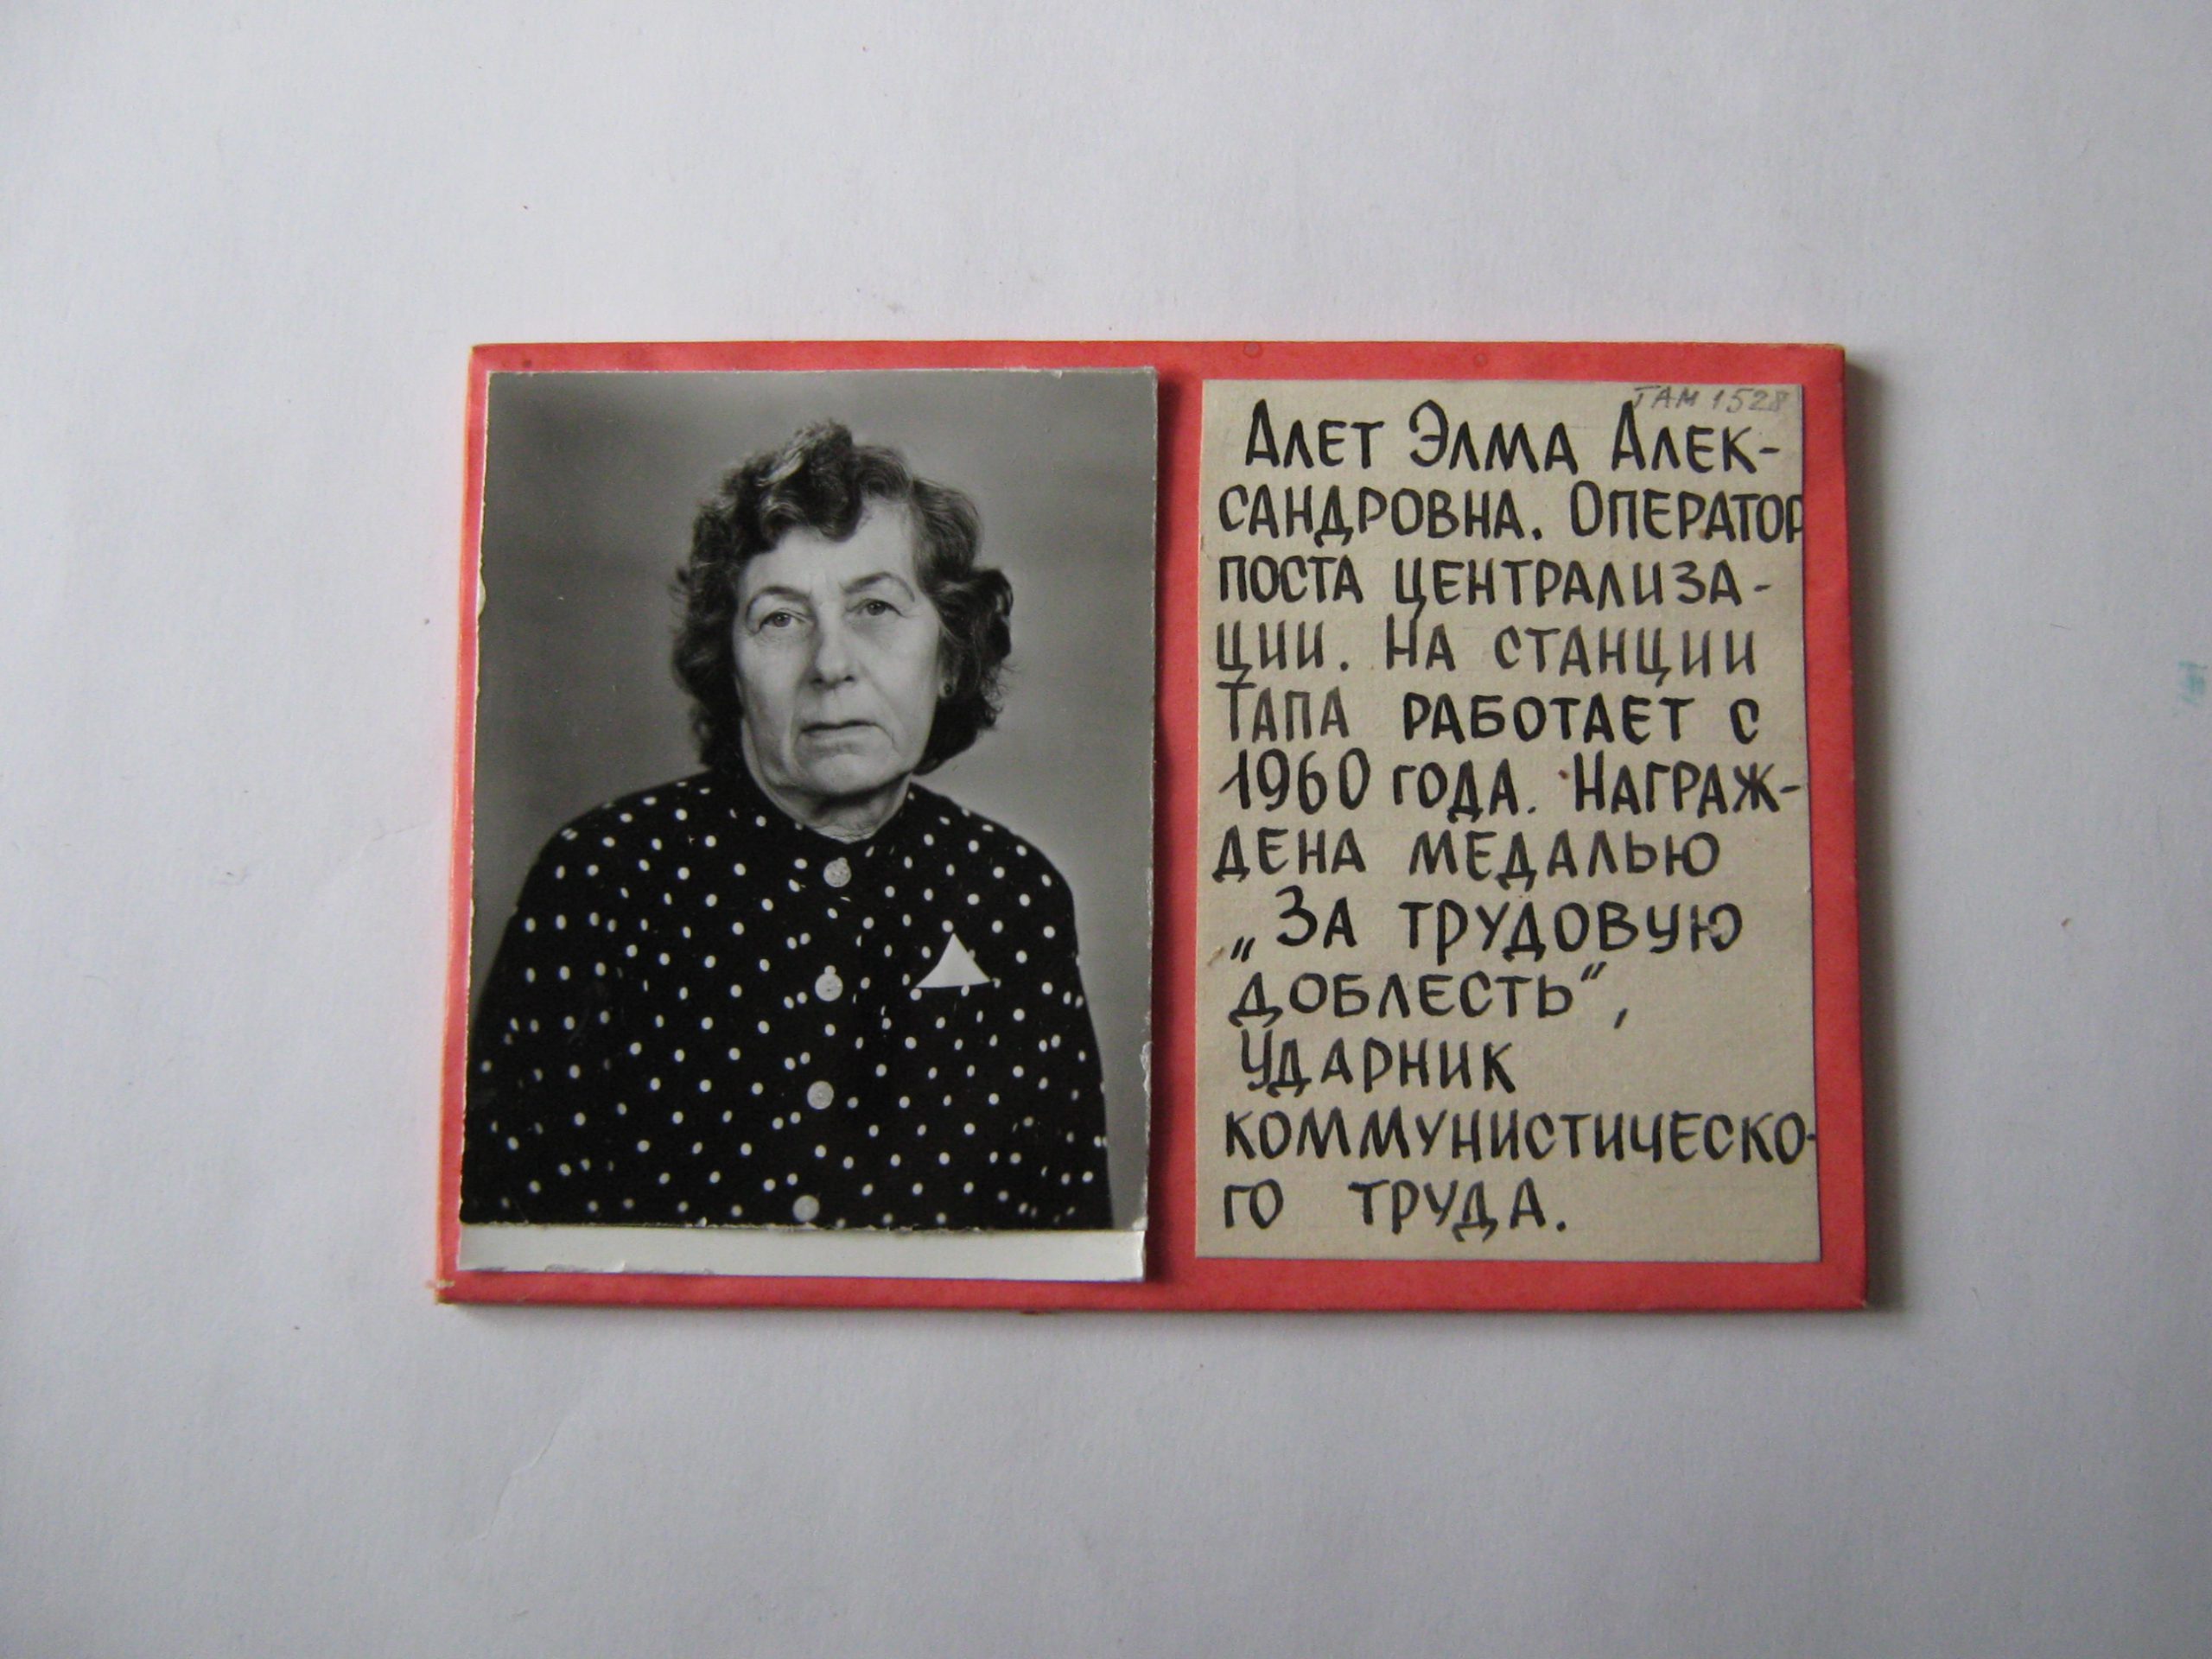 ТАМ 1528
Алет Элма Алек-
сандровна. Оператор
поста централиза-
ции. На станции
Тапа работает с
1960 года. Награж-
дена медалью
„За трудовую
доблесть“,
Ударник
коммунистическо-
го труда.